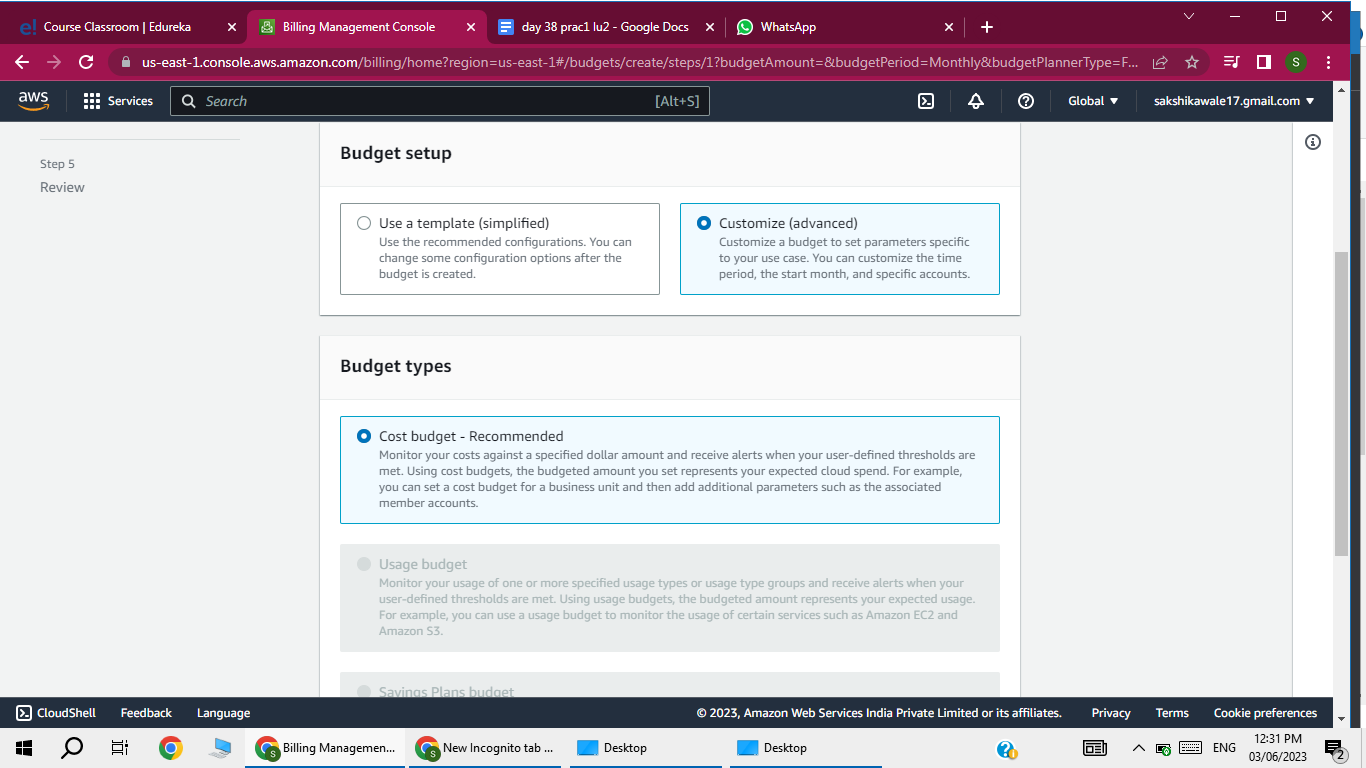 Course Classroom | Edureka
Billing Management Console
day 38 prac1 lu2 - Google Docs
WhatsApp
us-east-1.console.aws.amazon.com/billing/home?region=us-east-1#/budgets/create/steps/1?budgetAmount=&budgetPeriod=Monthly&budgetPlannerType=F...
S
aws
Services
Search
[Alt+S]
Global
sakshikawale17.gmail.com
Step 5
Review
Budget setup
Use a template (simplified)
Use the recommended configurations. You can
change some configuration options after the
budget is created.
Customize (advanced)
Customize a budget to set parameters specific
to your use case. You can customize the time
period, the start month, and specific accounts.
Budget types
Cost budget - Recommended
Monitor your costs against a specified dollar amount and receive alerts when your user-defined thresholds are
met. Using cost budgets, the budgeted amount you set represents your expected cloud spend. For example,
you can set a cost budget for a business unit and then add additional parameters such as the associated
member accounts.
Usage budget
Monitor your usage of one or more specified usage types or usage type groups and receive alerts when your
user-defined thresholds are met. Using usage budgets, the budgeted amount represents your expected usage.
For example, you can use a usage budget to monitor the usage of certain services such as Amazon EC2 and
Amazon S3.
Savings Plans budget
CloudShell
Feedback
Language
© 2023, Amazon Web Services India Private Limited or its affiliates.
Privacy
Terms
Cookie preferences
Billing Managemen...
New Incognito tab ...
Desktop
Desktop
ENG
12:31 PM
03/06/2023
2